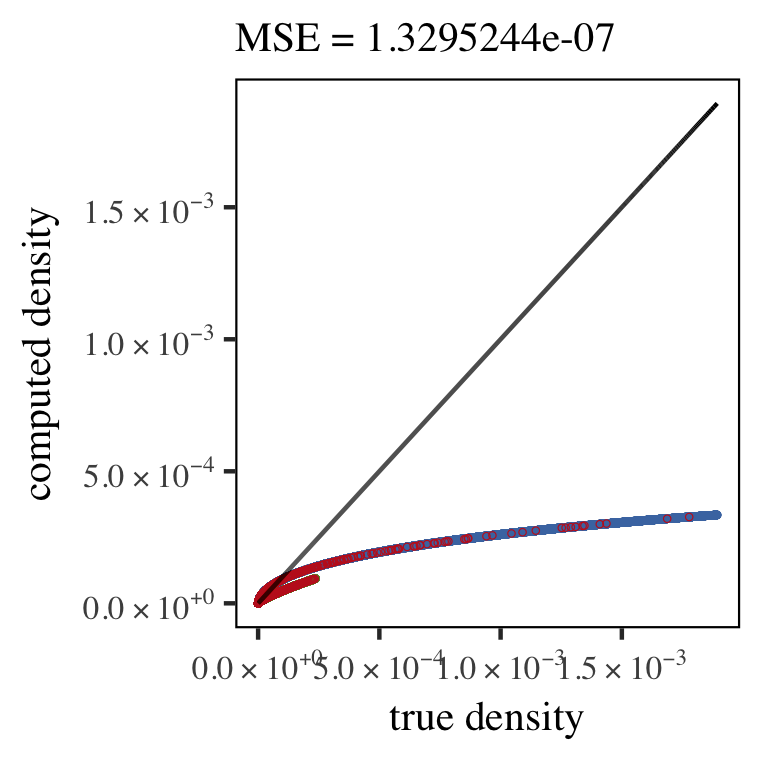 MSE = 1.3295244e-07
computed density
1.5 × 10⁻³
1.0 × 10⁻³
5.0 × 10⁻⁴
0.0 × 10⁺⁰
0.0 × 10⁺⁰ 5.0 × 10⁻⁴ 1.0 × 10⁻³ 1.5 × 10⁻³
true density